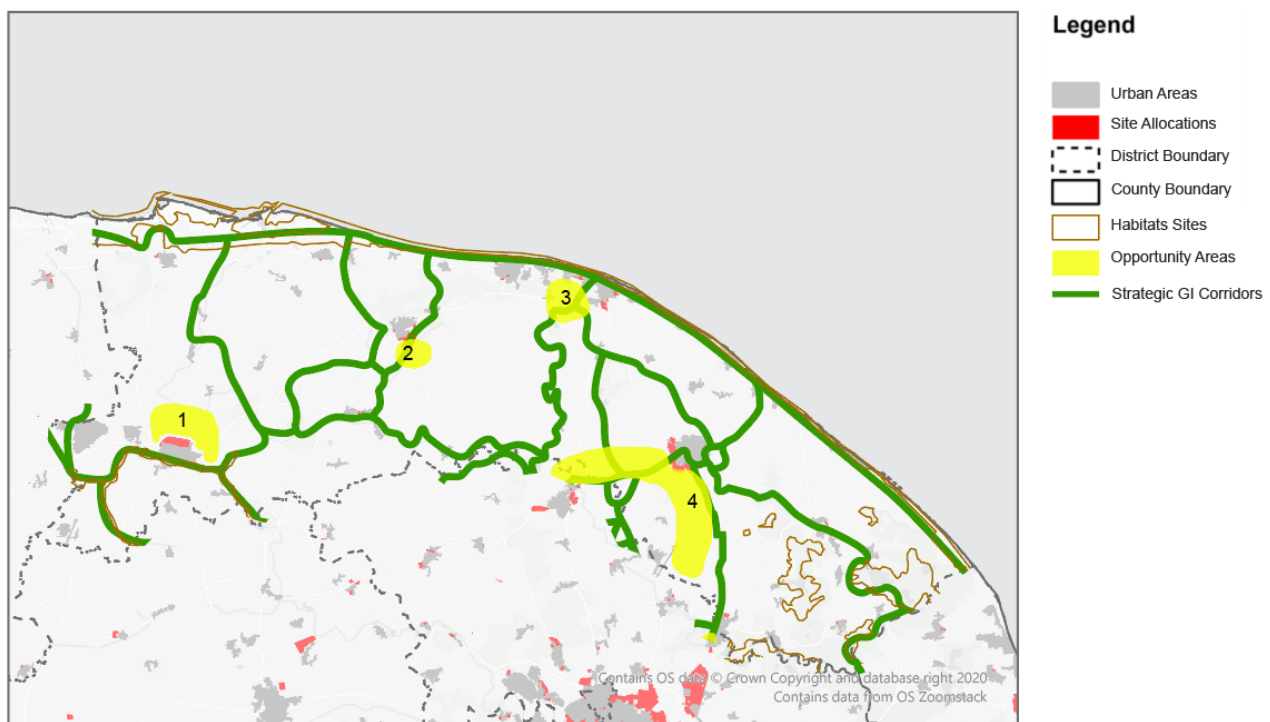 Legend
Urban Areas
Site Allocations
District Boundary
County Boundary
Habitats Sites
Opportunity Areas
Strategic GI Corridors
3
2
1
4
Contains OS data © Crown Copyright and database right 2020
Contains data from OS Zoomstack